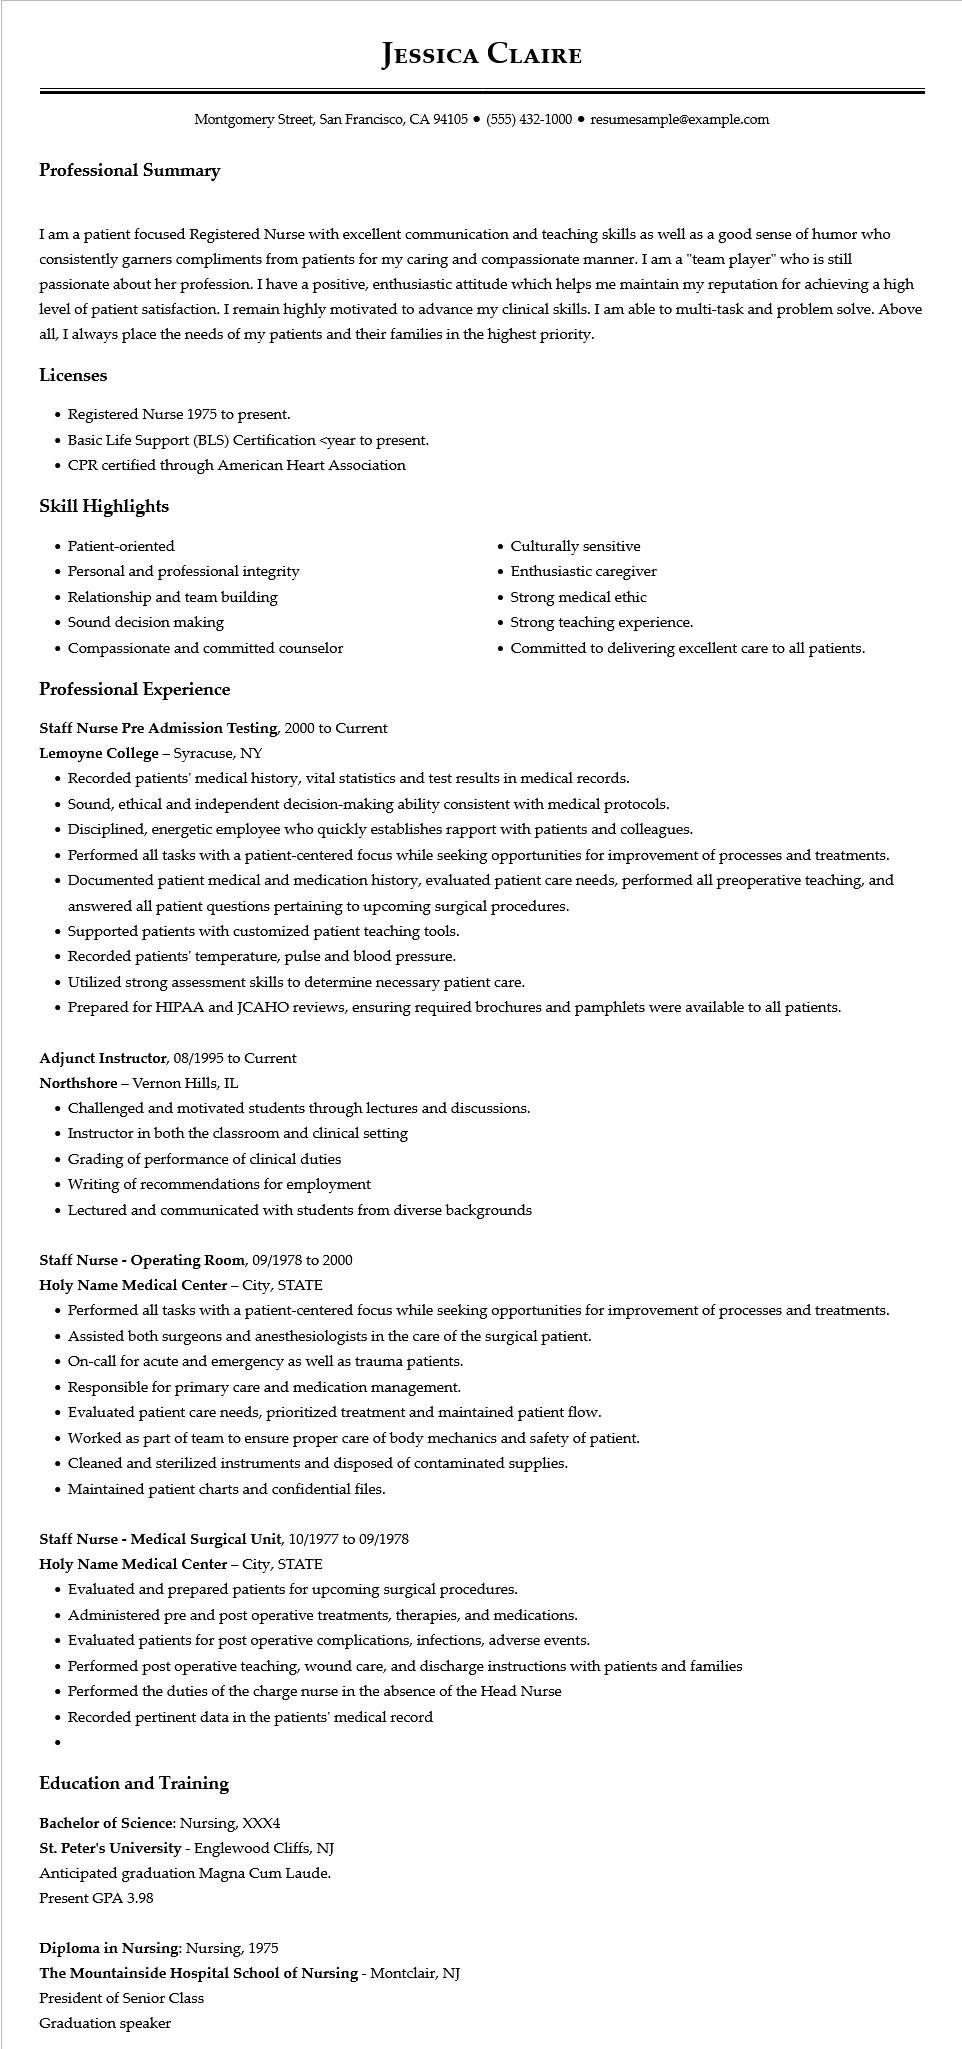 Jessica Claire
Montgomery Street, San Francisco, CA 94105 ● (555) 432-1000 ● resumesample@example.com
Professional Summary
I am a patient focused Registered Nurse with excellent communication and teaching skills as well as a good sense of humor who
consistently garners compliments from patients for my caring and compassionate manner. I am a "team player" who is still
passionate about her profession. I have a positive, enthusiastic attitude which helps me maintain my reputation for achieving a high
level of patient satisfaction. I remain highly motivated to advance my clinical skills. I am able to multi-task and problem solve. Above
all, I always place the needs of my patients and their families in the highest priority.
Licenses
• Registered Nurse 1975 to present.
• Basic Life Support (BLS) Certification <year to present.
• CPR certified through American Heart Association
Skill Highlights
• Patient-oriented
• Personal and professional integrity
• Relationship and team building
• Sound decision making
• Compassionate and committed counselor
• Culturally sensitive
• Enthusiastic caregiver
• Strong medical ethic
• Strong teaching experience.
• Committed to delivering excellent care to all patients.
Professional Experience
Staff Nurse Pre Admission Testing, 2000 to Current
Lemoyne College – Syracuse, NY
• Recorded patients' medical history, vital statistics and test results in medical records.
• Sound, ethical and independent decision-making ability consistent with medical protocols.
• Disciplined, energetic employee who quickly establishes rapport with patients and colleagues.
• Performed all tasks with a patient-centered focus while seeking opportunities for improvement of processes and treatments.
• Documented patient medical and medication history, evaluated patient care needs, performed all preoperative teaching, and
answered all patient questions pertaining to upcoming surgical procedures.
• Supported patients with customized patient teaching tools.
• Recorded patients' temperature, pulse and blood pressure.
• Utilized strong assessment skills to determine necessary patient care.
• Prepared for HIPAA and JCAHO reviews, ensuring required brochures and pamphlets were available to all patients.
Adjunct Instructor, 08/1995 to Current
Northshore – Vernon Hills, IL
• Challenged and motivated students through lectures and discussions.
• Instructor in both the classroom and clinical setting
• Grading of performance of clinical duties
• Writing of recommendations for employment
• Lectured and communicated with students from diverse backgrounds
Staff Nurse - Operating Room, 09/1978 to 2000
Holy Name Medical Center – City, STATE
• Performed all tasks with a patient-centered focus while seeking opportunities for improvement of processes and treatments.
• Assisted both surgeons and anesthesiologists in the care of the surgical patient.
• On-call for acute and emergency as well as trauma patients.
• Responsible for primary care and medication management.
• Evaluated patient care needs, prioritized treatment and maintained patient flow.
• Worked as part of team to ensure proper care of body mechanics and safety of patient.
• Cleaned and sterilized instruments and disposed of contaminated supplies.
• Maintained patient charts and confidential files.
Staff Nurse - Medical Surgical Unit, 10/1977 to 09/1978
Holy Name Medical Center – City, STATE
• Evaluated and prepared patients for upcoming surgical procedures.
• Administered pre and post operative treatments, therapies, and medications.
• Evaluated patients for post operative complications, infections, adverse events.
• Performed post operative teaching, wound care, and discharge instructions with patients and families
• Performed the duties of the charge nurse in the absence of the Head Nurse
• Recorded pertinent data in the patients' medical record
•
Education and Training
Bachelor of Science: Nursing, XXX4
St. Peter's University - Englewood Cliffs, NJ
Anticipated graduation Magna Cum Laude.
Present GPA 3.98
Diploma in Nursing: Nursing, 1975
The Mountainside Hospital School of Nursing - Montclair, NJ
President of Senior Class
Graduation speaker